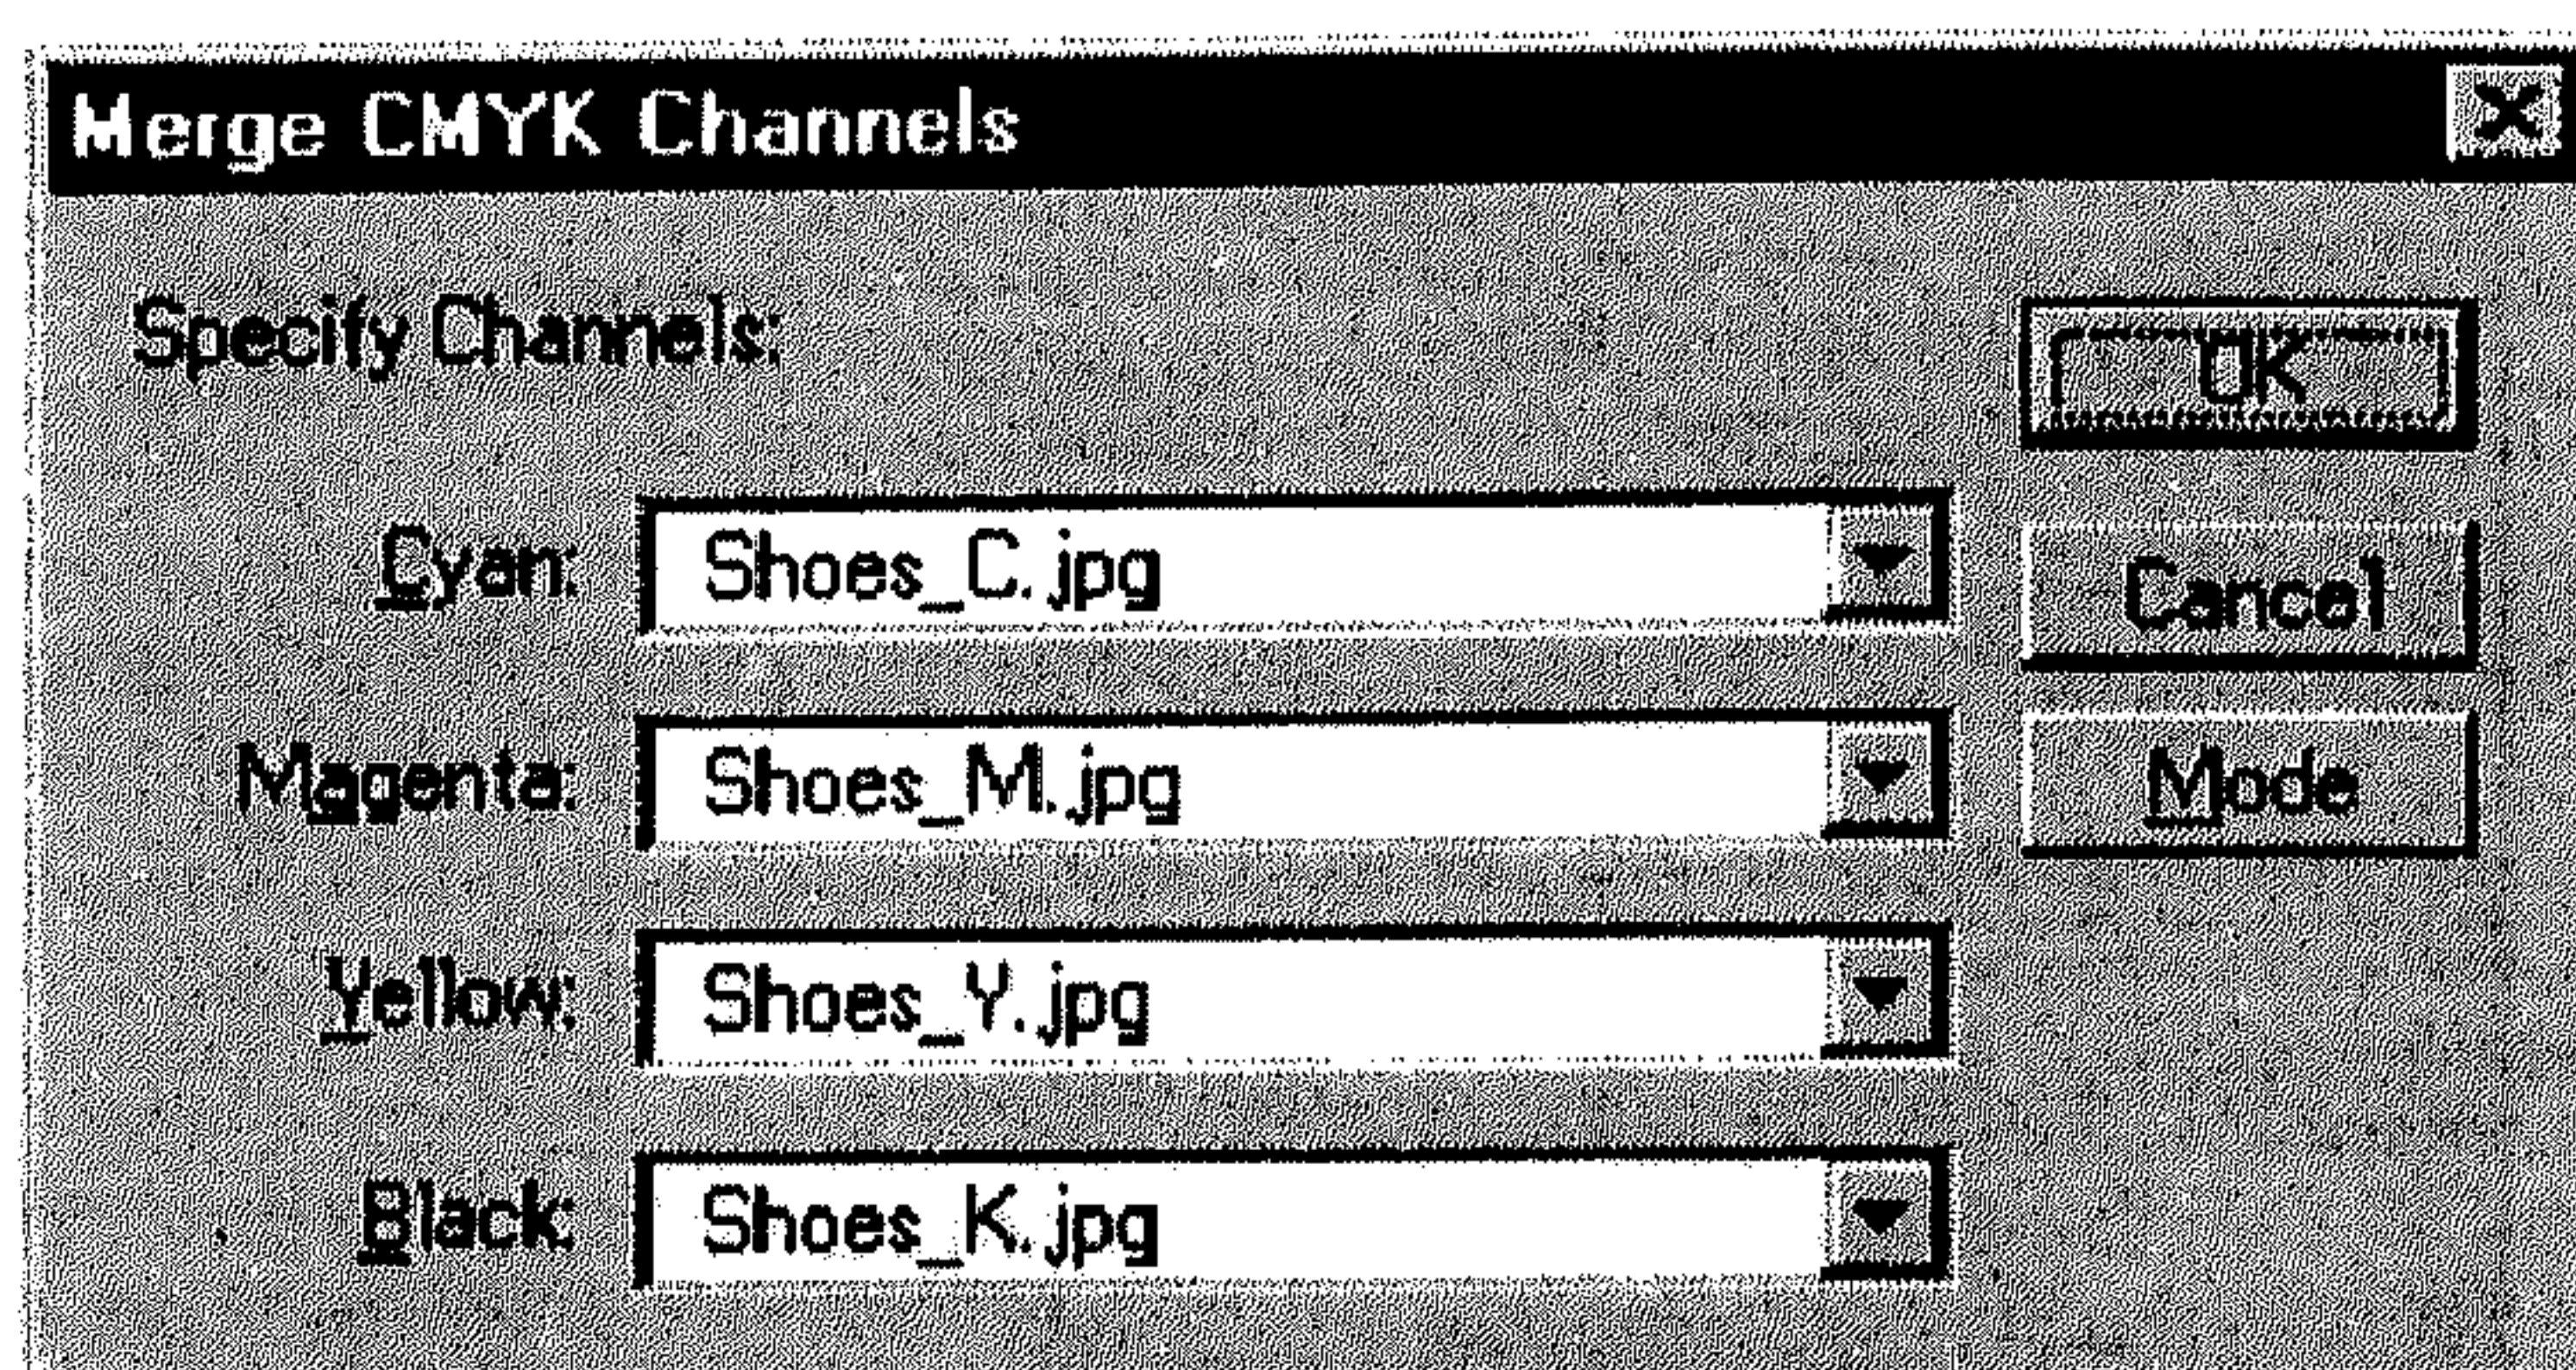 Merge CMYK Channels
Specify Channels:
OK
Cyan: Shoes_C.jpg
Cancel
Magenta: Shoes_M.jpg
Mode
Yellow: Shoes_Y.jpg
Black: Shoes_K.jpg